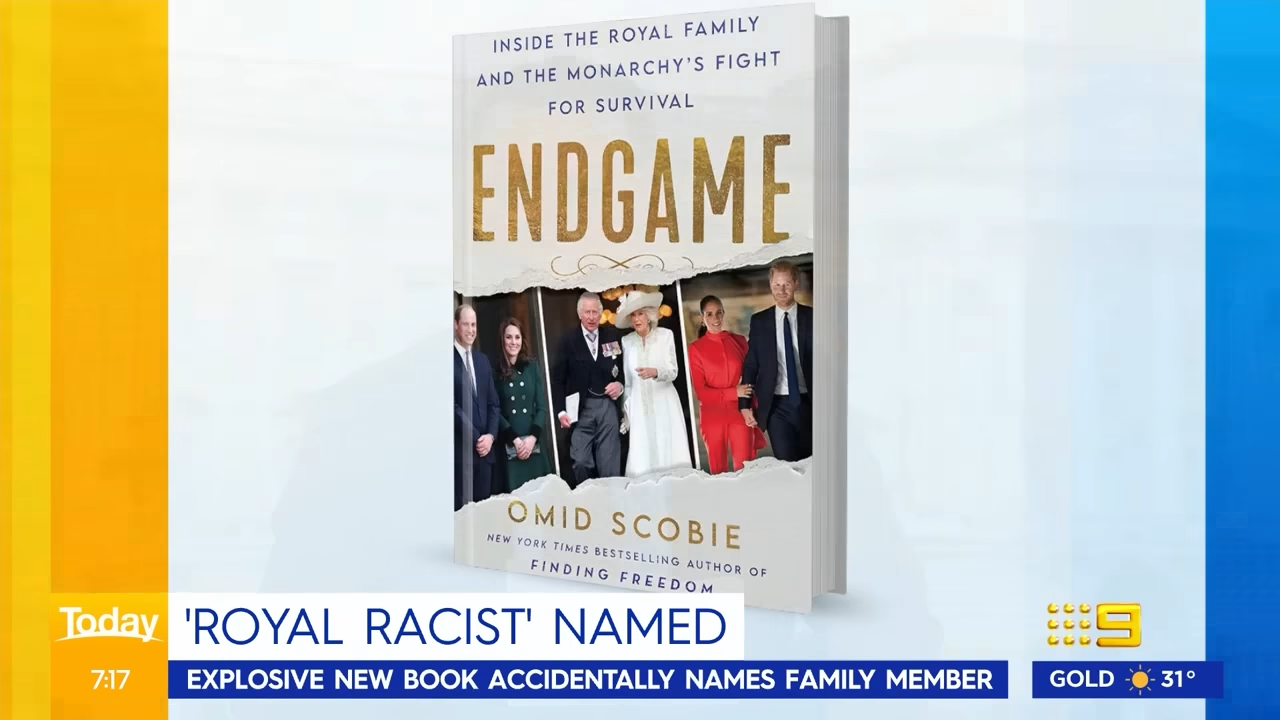 INSIDE THE ROYAL FAMILY
AND THE MONARCHY'S FIGHT
FOR SURVIVAL
ENDGAME
OMID SCOBIE
NEW YORK TIMES BESTSELLING AUTHOR OF
FINDING FREEDOM
Today
'ROYAL RACIST' NAMED
9
7:17
EXPLOSIVE NEW BOOK ACCIDENTALLY NAMES FAMILY MEMBER
GOLD 31°